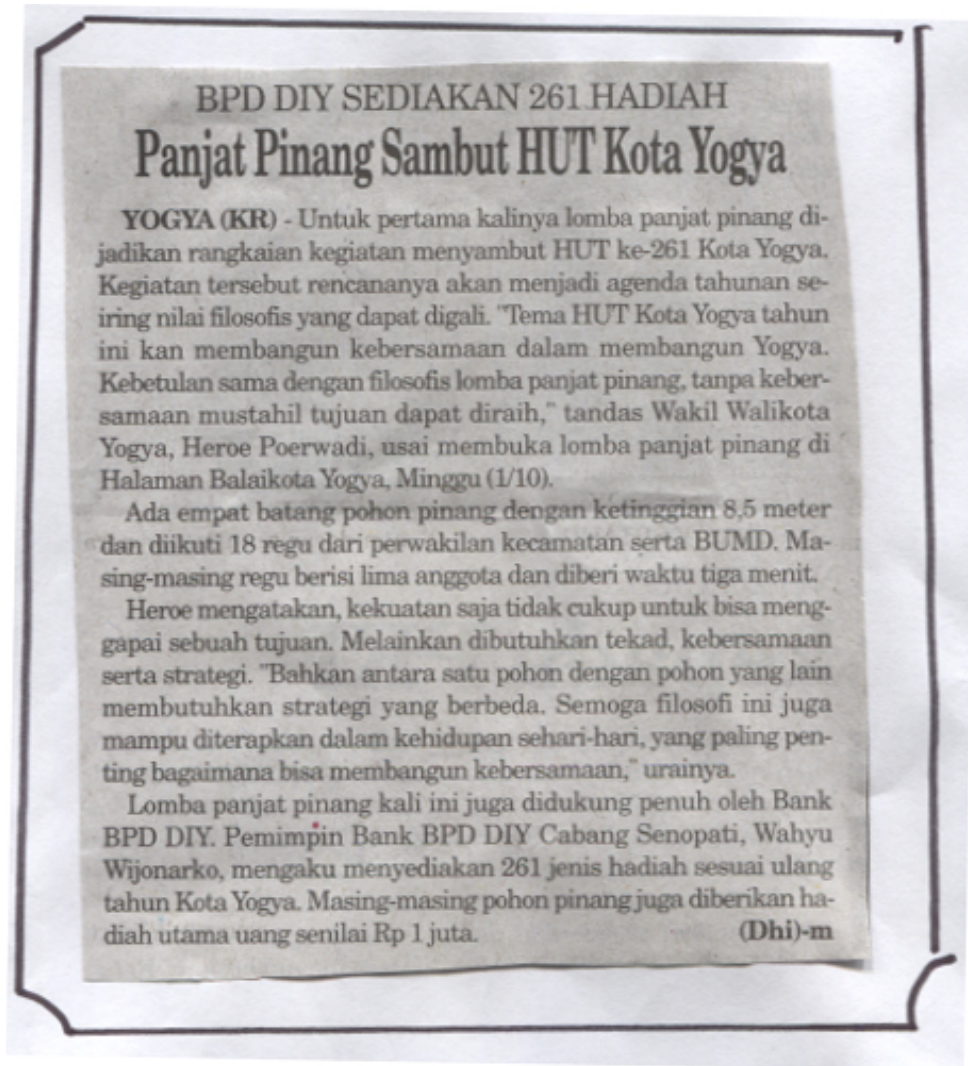 BPD DIY SEDIAKAN 261 HADIAH
Panjat Pinang Sambut HUT Kota Yogya
YOGYA (KR) - Untuk pertama kalinya lomba panjat pinang di-
jadikan rangkaian kegiatan menyambut HUT ke-261 Kota Yogya.
Kegiatan tersebut rencananya akan menjadi agenda tahunan se-
iring nilai filosofis yang dapat digali. "Tema HUT Kota Yogya tahun
ini kan membangun kebersamaan dalam membangun Yogya.
Kebetulan sama dengan filosofis lomba panjat pinang, tanpa keber-
samaan mustahil tujuan dapat diraih," tandas Wakil Walikota
Yogya, Heroe Poerwadi, usai membuka lomba panjat pinang di
Halaman Balaikota Yogya, Minggu (1/10).
Ada empat batang pohon pinang dengan ketinggian 8,5 meter
dan diikuti 18 regu dari perwakilan kecamatan serta BUMD. Ma-
sing-masing regu berisi lima anggota dan diberi waktu tiga menit.
Heroe mengatakan, kekuatan saja tidak cukup untuk bisa meng-
gapai sebuah tujuan. Melainkan dibutuhkan tekad, kebersamaan
serta strategi. "Bahkan antara satu pohon dengan pohon yang lain
membutuhkan strategi yang berbeda. Semoga filosofi ini juga
mampu diterapkan dalam kehidupan sehari-hari, yang paling pen-
ting bagaimana bisa membangun kebersamaan," urainya.
Lomba panjat pinang kali ini juga didukung penuh oleh Bank
BPD DIY. Pemimpin Bank BPD DIY Cabang Senopati, Wahyu
Wijonarko, mengaku menyediakan 261 jenis hadiah sesuai ulang
tahun Kota Yogya. Masing-masing pohon pinang juga diberikan ha-
diah utama uang senilai Rp 1 juta. (Dhi)-m